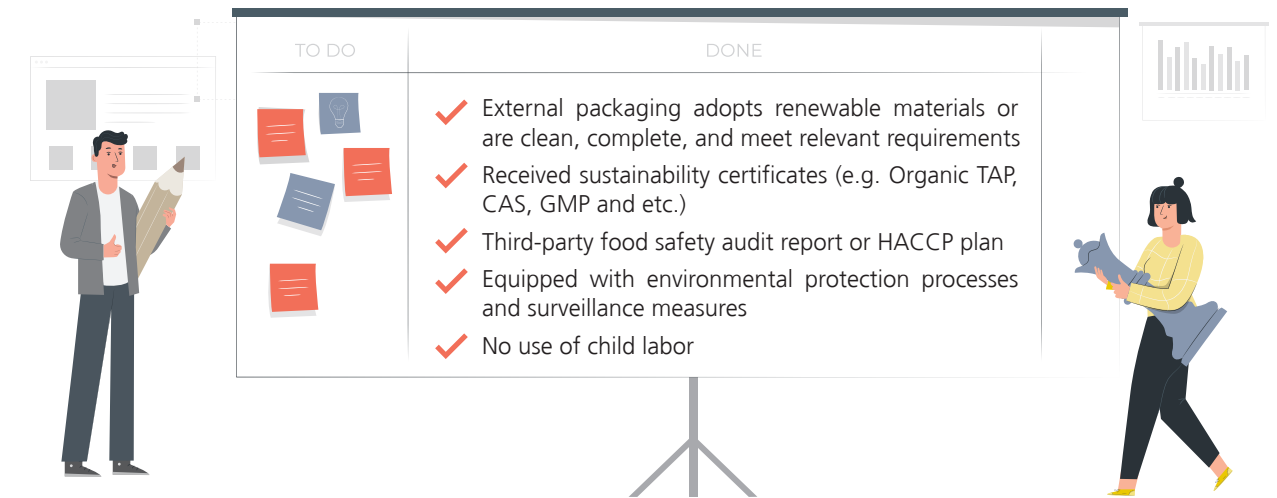 TO DO
DONE
External packaging adopts renewable materials or
are clean, complete, and meet relevant requirements
Received sustainability certificates (e.g. Organic TAP,
CAS, GMP and etc.)
Third-party food safety audit report or HACCP plan
Equipped with environmental protection processes
and surveillance measures
No use of child labor